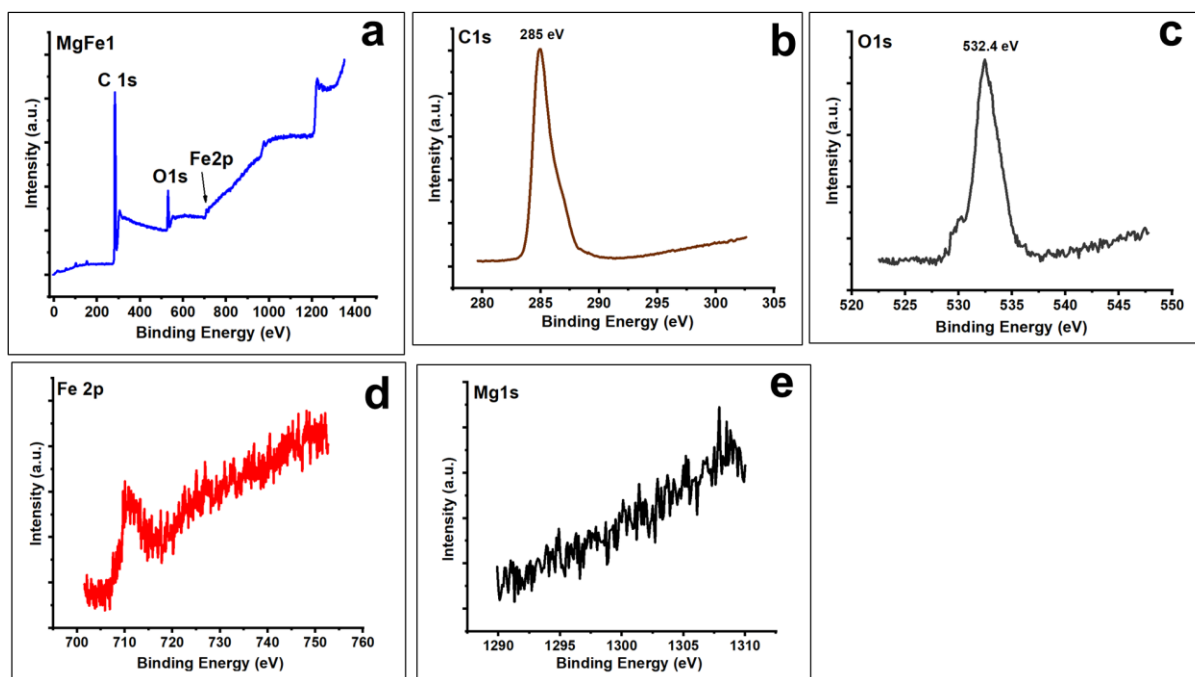 MgFe1
a
C 1s
O1s
Fe2p
Intensity (a.u.)
0 200 400 600 800 1000 1200 1400
Binding Energy (eV)
C1s
285 eV
b
Intensity (a.u.)
280 285 290 295 300 305
Binding Energy (eV)
O1s
532.4 eV
c
Intensity (a.u.)
520 525 530 535 540 545 550
Binding Energy (eV)
Fe 2p
d
Intensity (a.u.)
700 710 720 730 740 750 760
Binding Energy (eV)
Mg1s
e
Intensity (a.u.)
1290 1295 1300 1305 1310
Binding Energy (eV)